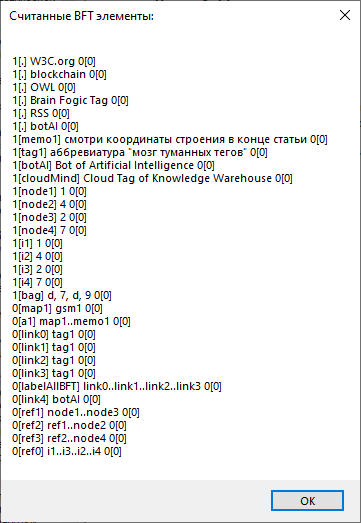 Считанные BFT элементы:
1[.] W3C.org 0[0]
1[.] blockchain 0[0]
1[.] OWL 0[0]
1[.] Brain Fogic Tag 0[0]
1[.] RSS 0[0]
1[.] botAI 0[0]
1[memo1] смотри координаты строения в конце статьи 0[0]
1[tag1] аббревиатура "мозг туманных тегов" 0[0]
1[botAI] Bot of Artificial Intelligence 0[0]
1[cloudMind] Cloud Tag of Knowledge Warehouse 0[0]
1[node1] 1 0[0]
1[node2] 4 0[0]
1[node3] 2 0[0]
1[node4] 7 0[0]
1[i1] 1 0[0]
1[i2] 4 0[0]
1[i3] 2 0[0]
1[i4] 7 0[0]
1[bag] d, 7, d, 9 0[0]
0[map1] gsm1 0[0]
0[a1] map1..memo1 0[0]
0[link0] tag1 0[0]
0[link1] tag1 0[0]
0[link2] tag1 0[0]
0[link3] tag1 0[0]
0[labelAllBFT] link0..link1..link2..link3 0[0]
0[link4] botAI 0[0]
0[ref1] node1..node3 0[0]
0[ref2] ref1..node2 0[0]
0[ref3] ref2..node4 0[0]
0[ref0] i1..i3..i2..i4 0[0]
OK